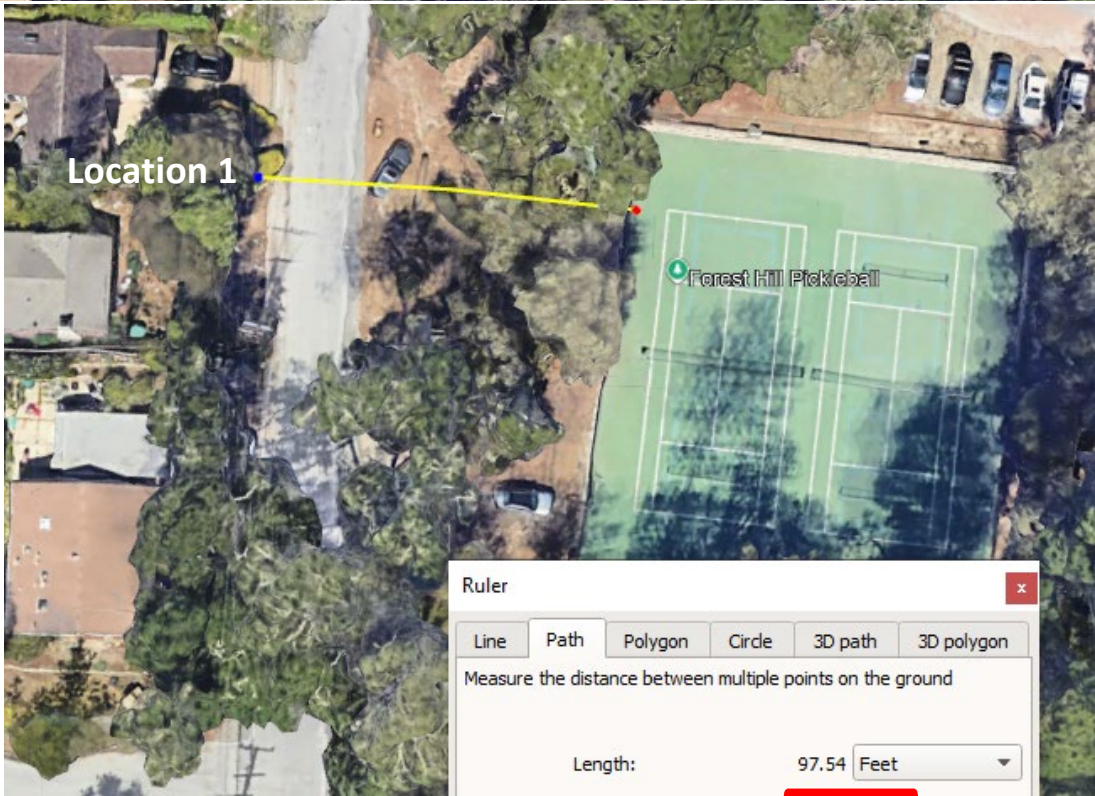 Location 1
Forest Hill Pickleball
Ruler
x
Line Path Polygon Circle 3D path 3D polygon
Measure the distance between multiple points on the ground
Length: 97.54 Feet